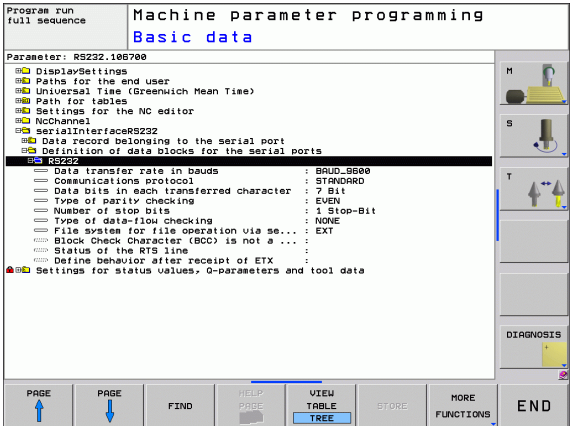 Program run
full sequence
Machine parameter programming
Basic data
Parameter: RS232.106700
DisplaySettings
Paths for the end user
Universal Time (Greenwich Mean Time)
Path for tables
Settings for the NC editor
NcChannel
serialInterfaceRS232
Data record belonging to the serial port
Definition of data blocks for the serial ports
RS232
Data transfer rate in bauds : BAUD_9600
Communications protocol : STANDARD
Data bits in each transferred character : 7 Bit
Type of parity checking : EVEN
Number of stop bits : 1 Stop-Bit
Type of data-flow checking : NONE
File system for file operation via se... : EXT
Block Check Character (BCC) is not a ... :
Status of the RTS line :
Define behavior after receipt of ETX :
Settings for status values, Q-parameters and tool data
M
S
T
DIAGNOSIS
PAGE
PAGE
FIND
HELP
PAGE
VIEW
TABLE
TREE
STORE
MORE
FUNCTIONS
END